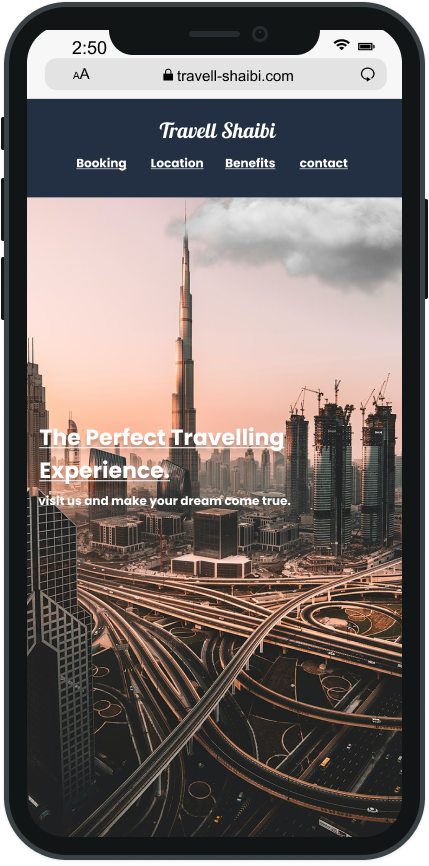 2:50
AA
travell-shaibi.com
Travell Shaibi
Booking Location Benefits contact
The Perfect Travelling
Experience.
visit us and make your dream come true.